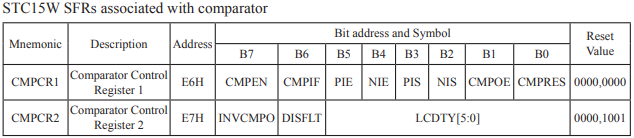 STC15W SFRs associated with comparator
Mnemonic Description Address Bit address and Symbol Reset Value
B7 B6 B5 B4 B3 B2 B1 B0
CMPCR1 Comparator Control Register 1 E6H CMPEN CMPIF PIE NIE PIS NIS CMPOE CMPRES 0000,0000
CMPCR2 Comparator Control Register 2 E7H INVCMPO DISFLT LCDTY[5:0] 0000,1001